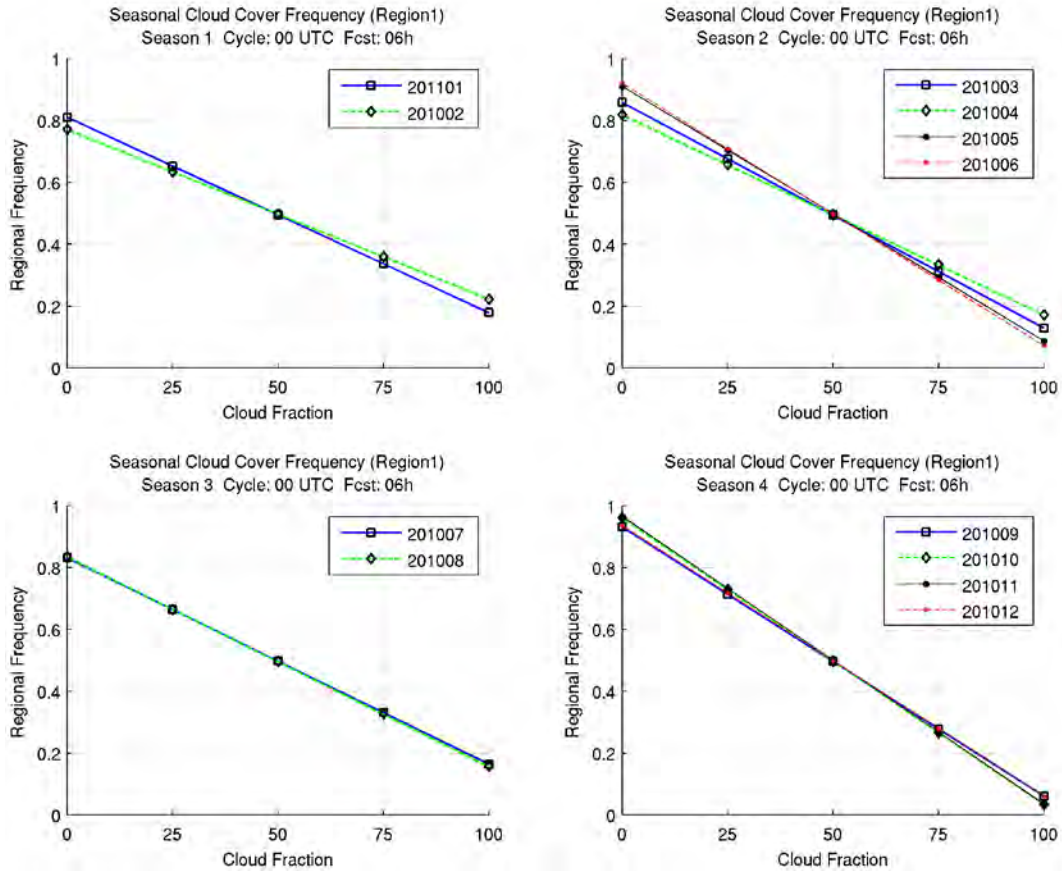 Seasonal Cloud Cover Frequency (Region1)
Season 1 Cycle: 00 UTC Fcst: 06h
1
0.8
0.6
0.4
0.2
0
Regional Frequency
201101
201002
0 25 50 75 100
Cloud Fraction
Seasonal Cloud Cover Frequency (Region1)
Season 2 Cycle: 00 UTC Fcst: 06h
1
0.8
0.6
0.4
0.2
0
Regional Frequency
201003
201004
201005
201006
0 25 50 75 100
Cloud Fraction
Seasonal Cloud Cover Frequency (Region1)
Season 3 Cycle: 00 UTC Fcst: 06h
1
0.8
0.6
0.4
0.2
0
Regional Frequency
201007
201008
0 25 50 75 100
Cloud Fraction
Seasonal Cloud Cover Frequency (Region1)
Season 4 Cycle: 00 UTC Fcst: 06h
1
0.8
0.6
0.4
0.2
0
Regional Frequency
201009
201010
201011
201012
0 25 50 75 100
Cloud Fraction